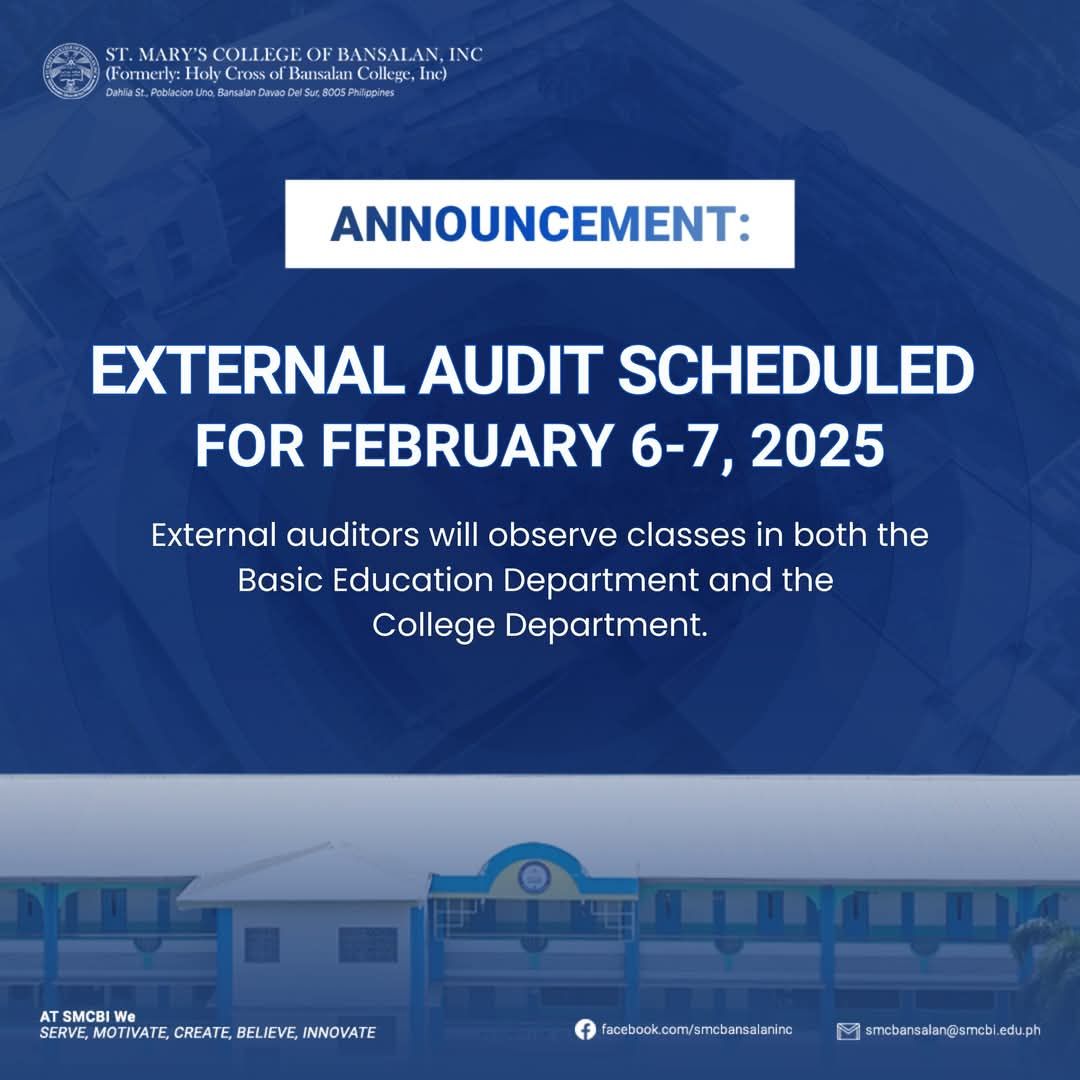 ST. MARY'S COLLEGE OF BANSALAN, INC
(Formerly: Holy Cross of Bansalan College, Inc)
Dahlia St., Poblacion Uno, Bansalan Davao Del Sur, 8005 Philippines
ANNOUNCEMENT:
EXTERNAL AUDIT SCHEDULED
FOR FEBRUARY 6-7, 2025
External auditors will observe classes in both the
Basic Education Department and the
College Department.
AT SMCBI We
SERVE, MOTIVATE, CREATE, BELIEVE, INNOVATE
facebook.com/smcbansalaninc
smcbansalan@smcbi.edu.ph